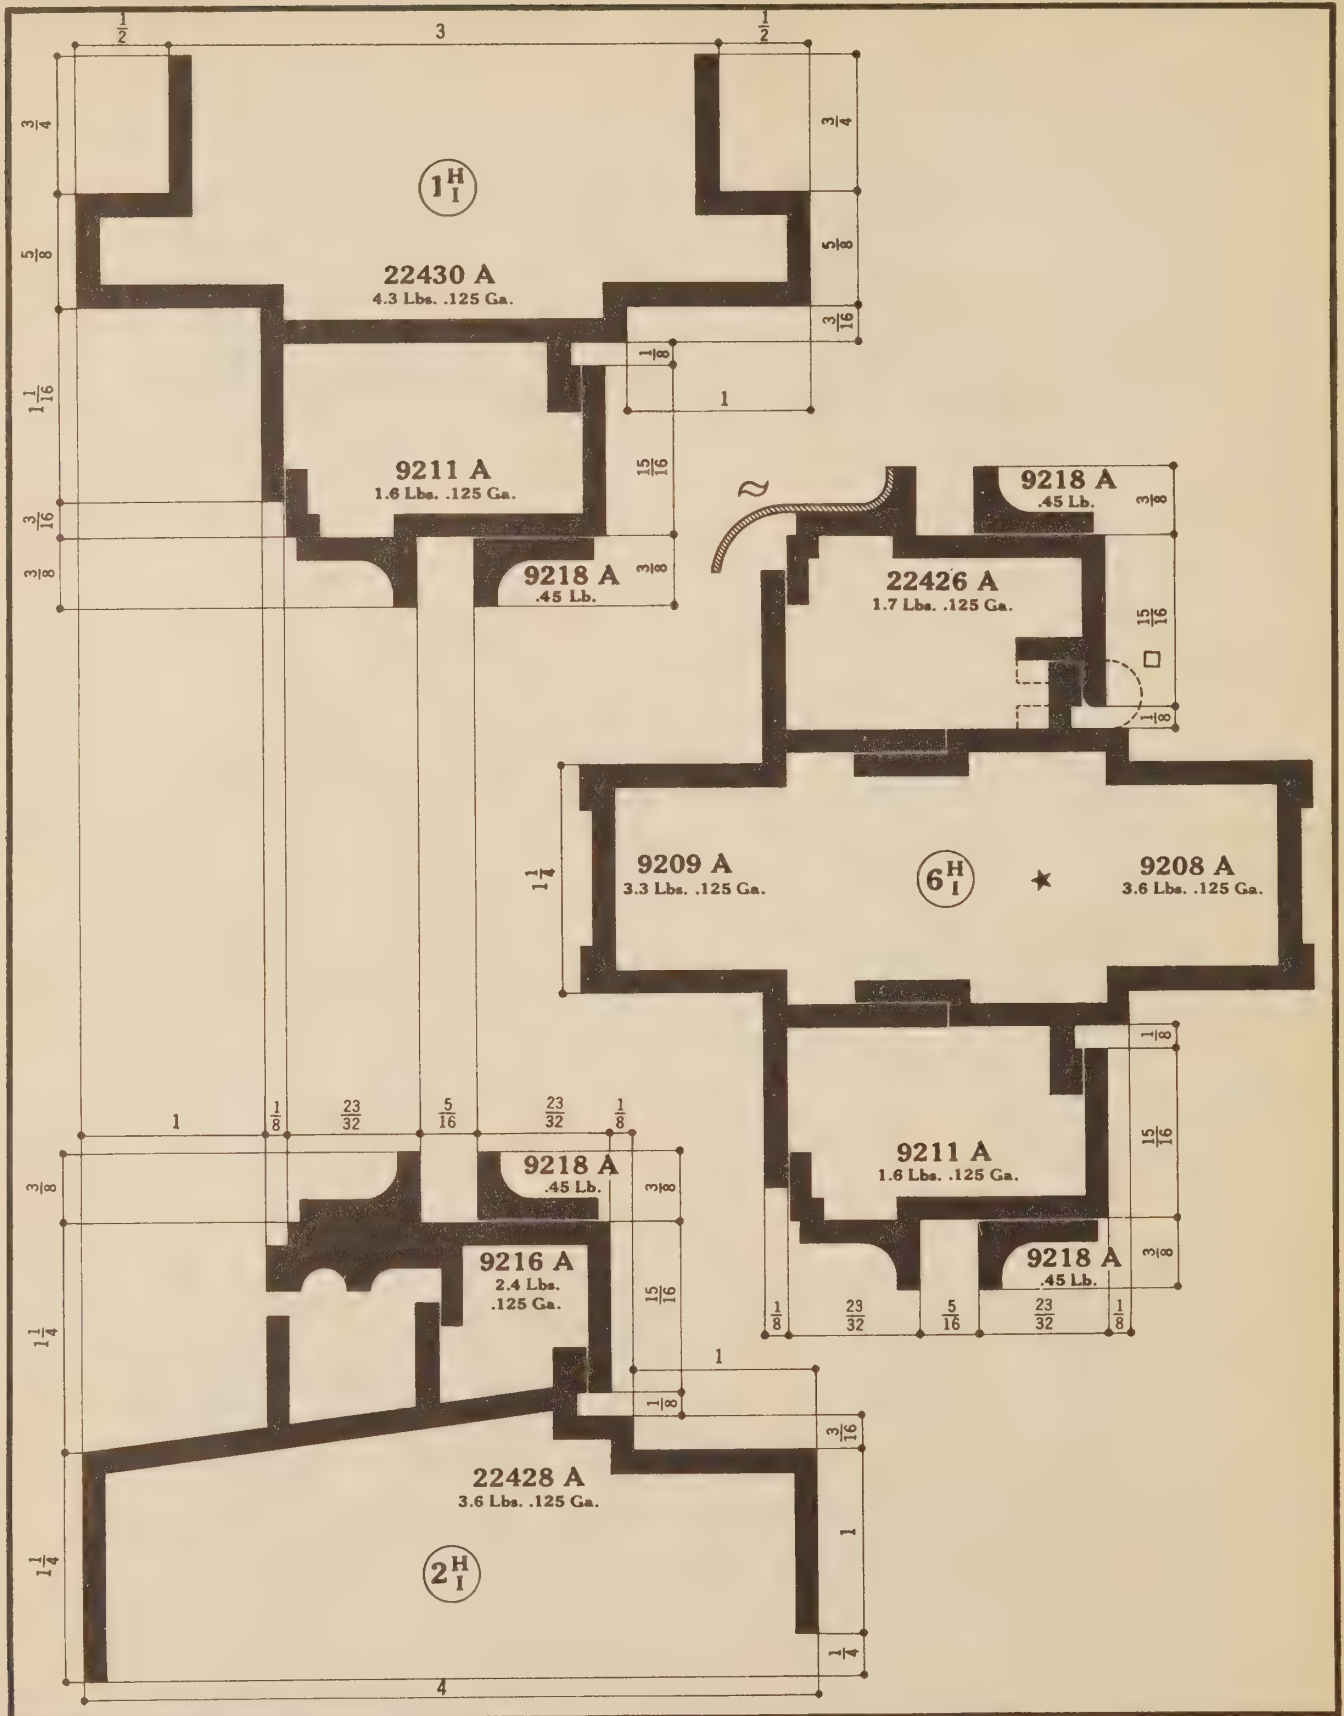 1/2
3
1/2
3/4
3/4
1 H I
5/8
5/8
22430 A
4.3 Lbs. .125 Ga.
3/16
1/8
1 1/16
1
9211 A
1.6 Lbs. .125 Ga.
15/16
3/16
3/8
9218 A
.45 Lb.
3/8
9218 A
.45 Lb.
3/8
22426 A
1.7 Lbs. .125 Ga.
15/16
1/8
1 1/4
9209 A
3.3 Lbs. .125 Ga.
6 H I
★
9208 A
3.6 Lbs. .125 Ga.
1/8
9211 A
1.6 Lbs. .125 Ga.
15/16
9218 A
.45 Lb.
3/8
1/8
23/32
5/16
23/32
1/8
1
1/8
23/32
5/16
23/32
1/8
3/8
9218 A
.45 Lb.
3/8
9216 A
2.4 Lbs.
.125 Ga.
15/16
1 1/4
1
1/8
3/16
22428 A
3.6 Lbs. .125 Ga.
1
1 1/4
2 H I
1/4
4